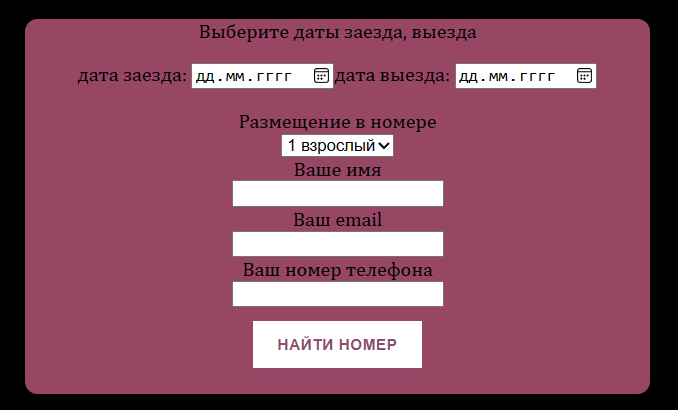 Выберите даты заезда, выезда
дата заезда: дд.мм.гггг дата выезда: дд.мм.гггг
Размещение в номере
1 взрослый
Ваше имя
Ваш email
Ваш номер телефона
НАЙТИ НОМЕР